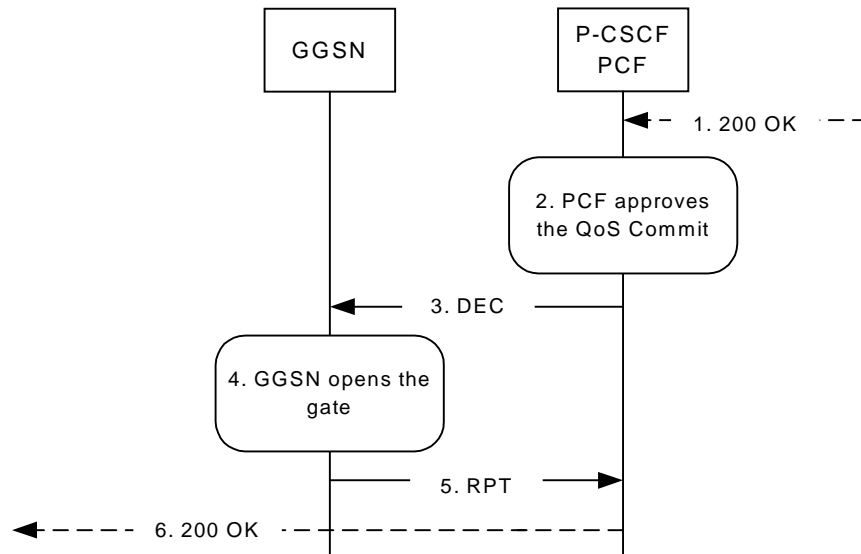 GGSN
P-CSCF
PCF
1. 200 OK
2. PCF approves
the QoS Commit
3. DEC
4. GGSN opens the
gate
5. RPT
6. 200 OK